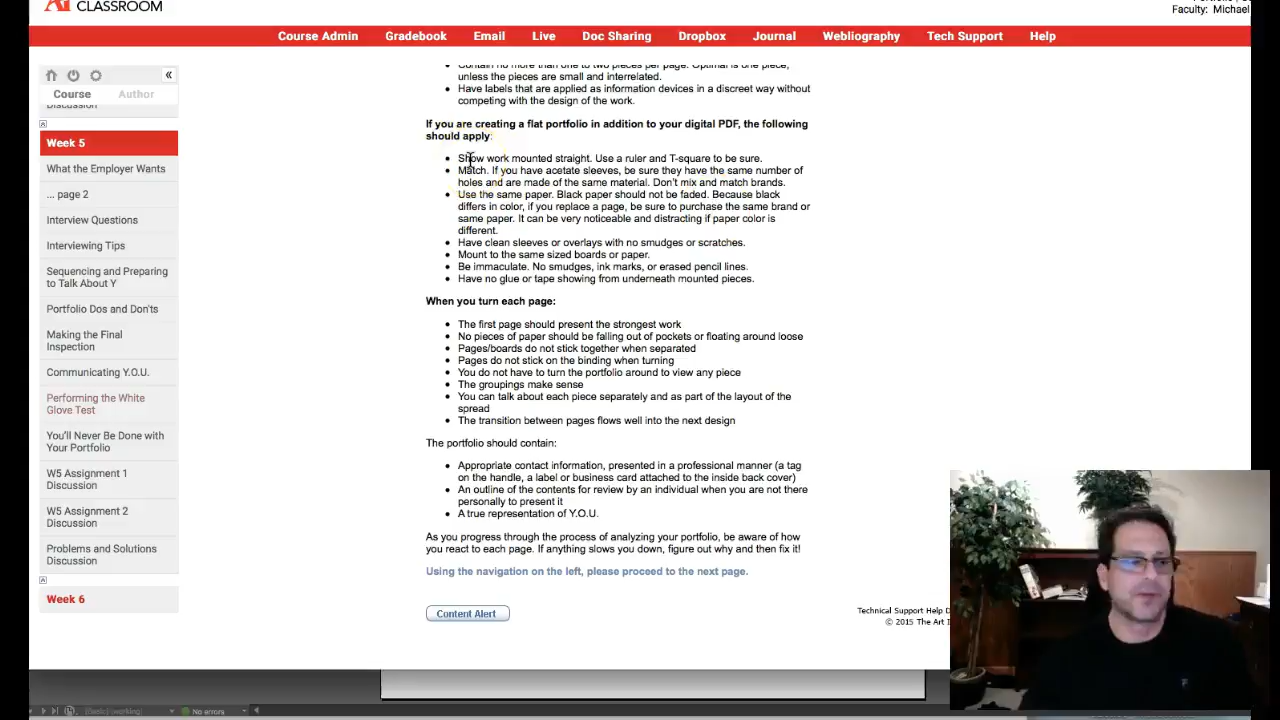 CLASSROOM
Faculty: Michael
Course Admin Gradebook Email Live Doc Sharing Dropbox Journal Webliography Tech Support Help
«
Course Author
Discussion
Week 5
What the Employer Wants
... page 2
Interview Questions
Interviewing Tips
Sequencing and Preparing
to Talk About Y
Portfolio Dos and Don'ts
Making the Final
Inspection
Communicating Y.O.U.
Performing the White
Glove Test
You'll Never Be Done with
Your Portfolio
W5 Assignment 1
Discussion
W5 Assignment 2
Discussion
Problems and Solutions
Discussion
Week 6
• Contain no more than one to two pieces per page. Optimal is one piece,
unless the pieces are small and interrelated.
• Have labels that are applied as information devices in a discreet way without
competing with the design of the work.
If you are creating a flat portfolio in addition to your digital PDF, the following
should apply:
• Show work mounted straight. Use a ruler and T-square to be sure.
• Match. If you have acetate sleeves, be sure they have the same number of
holes and are made of the same material. Don't mix and match brands.
• Use the same paper. Black paper should not be faded. Because black
differs in color, if you replace a page, be sure to purchase the same brand or
same paper. It can be very noticeable and distracting if paper color is
different.
• Have clean sleeves or overlays with no smudges or scratches.
• Mount to the same sized boards or paper.
• Be immaculate. No smudges, ink marks, or erased pencil lines.
• Have no glue or tape showing from underneath mounted pieces.
When you turn each page:
• The first page should present the strongest work
• No pieces of paper should be falling out of pockets or floating around loose
• Pages/boards do not stick together when separated
• Pages do not stick on the binding when turning
• You do not have to turn the portfolio around to view any piece
• The groupings make sense
• You can talk about each piece separately and as part of the layout of the
spread
• The transition between pages flows well into the next design
The portfolio should contain:
• Appropriate contact information, presented in a professional manner (a tag
on the handle, a label or business card attached to the inside back cover)
• An outline of the contents for review by an individual when you are not there
personally to present it
• A true representation of Y.O.U.
As you progress through the process of analyzing your portfolio, be aware of how
you react to each page. If anything slows you down, figure out why and then fix it!
Using the navigation on the left, please proceed to the next page.
Content Alert
Technical Support Help
© 2015 The Art
[Basic] (working) No errors